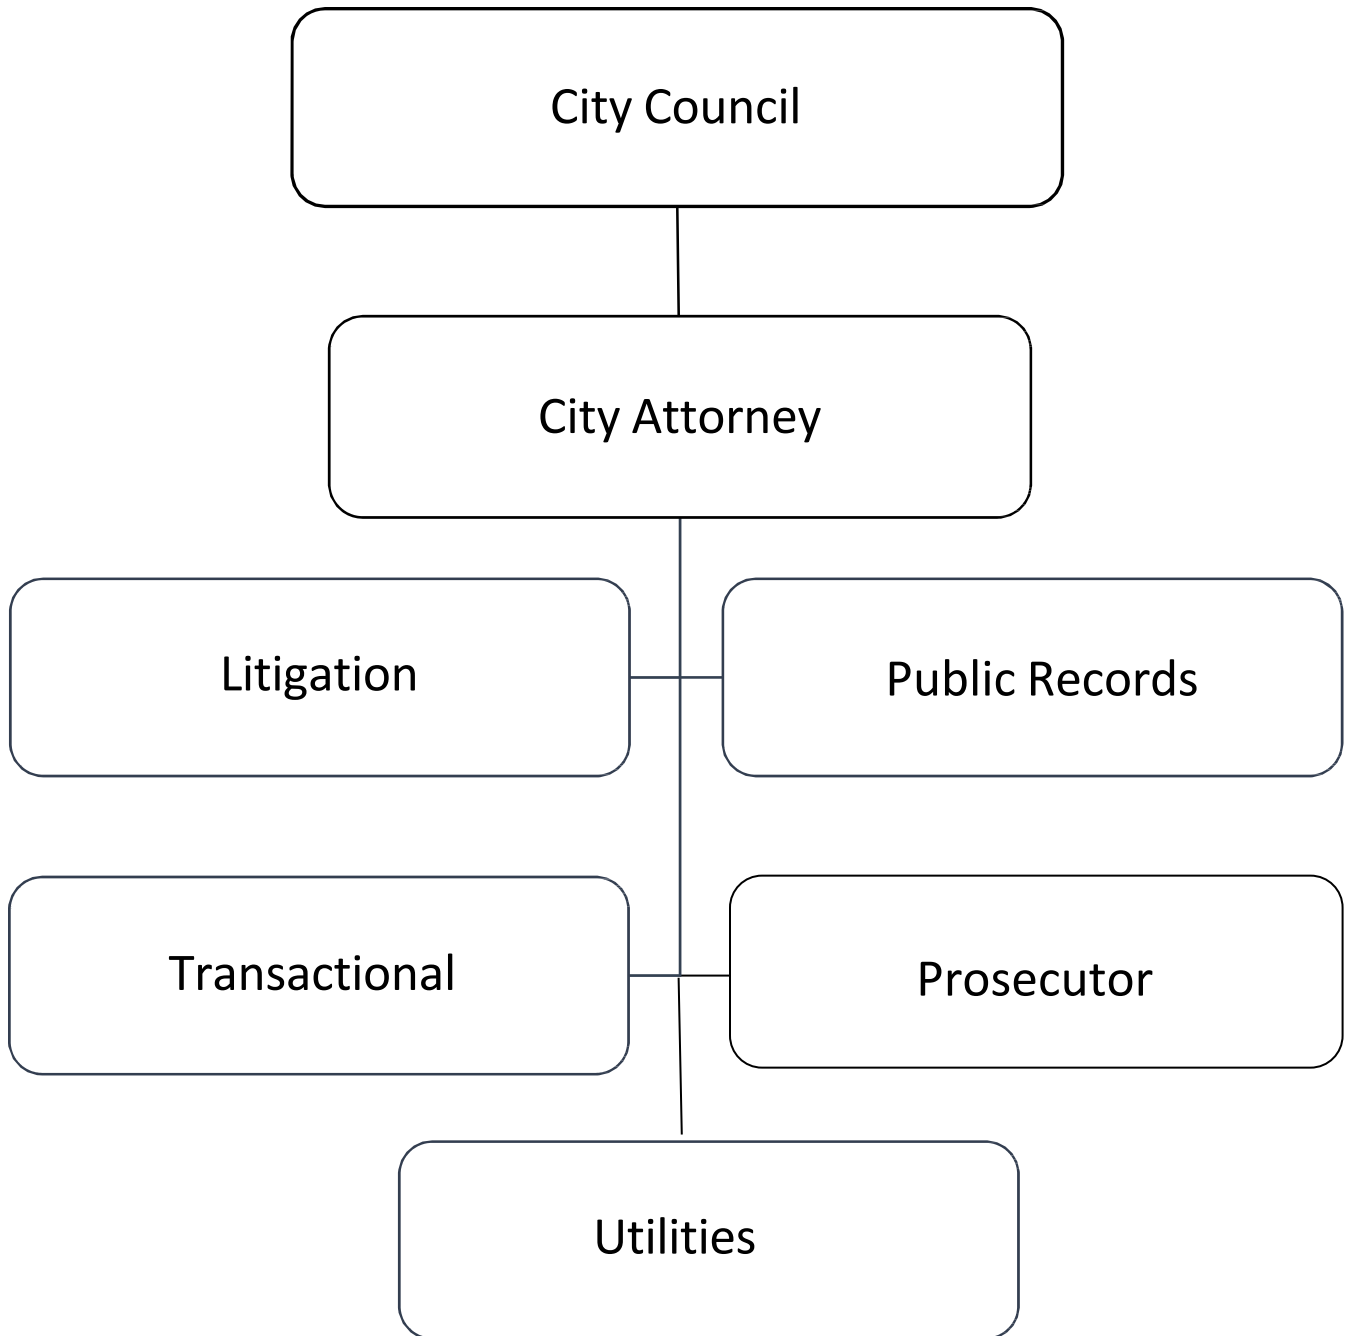 City Council
City Attorney
Litigation
Public Records
Transactional
Prosecutor
Utilities